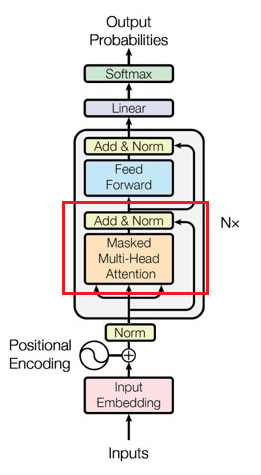 Output
Probabilities
Softmax
Linear
Add & Norm
Feed
Forward
Add & Norm
Masked
Multi-Head
Attention
N×
Norm
Positional
Encoding
Input
Embedding
Inputs